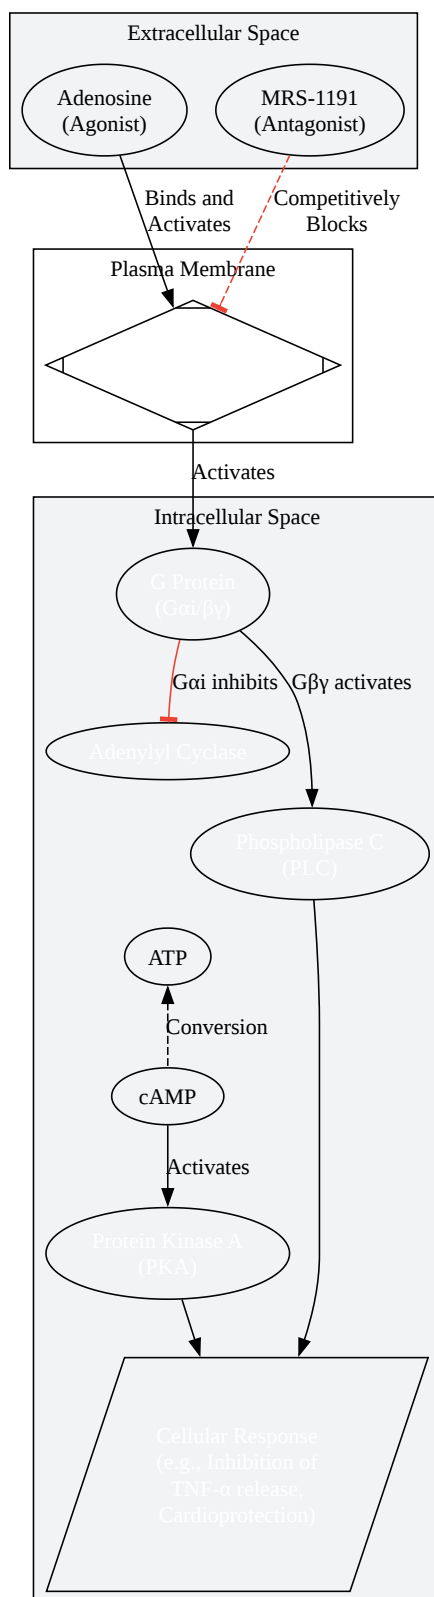 Extracellular Space
Adenosine
(Agonist)
MRS-1191
(Antagonist)
Binds and
Activates
Competitively
Blocks
Plasma Membrane
Activates
Intracellular Space
G Protein
(Gαi/βγ)
Gαi inhibits
Gβγ activates
Adenylyl Cyclase
Phospholipase C
(PLC)
ATP
Conversion
cAMP
Activates
Protein Kinase A
(PKA)
Cellular Response
(e.g., Inhibition of
TNF-α release,
Cardioprotection)